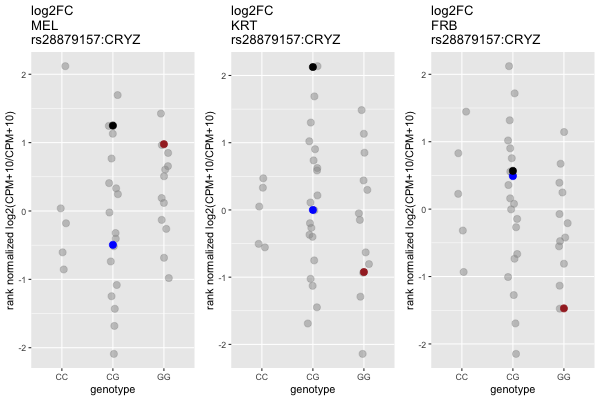 log2FC
MEL
rs28879157:CRYZ
rank normalized log2(CPM+10/CPM+10)
2
1
0
-1
-2
CC
CG
GG
genotype
log2FC
KRT
rs28879157:CRYZ
rank normalized log2(CPM+10/CPM+10)
2
1
0
-1
-2
CC
CG
GG
genotype
log2FC
FRB
rs28879157:CRYZ
rank normalized log2(CPM+10/CPM+10)
2
1
0
-1
-2
CC
CG
GG
genotype